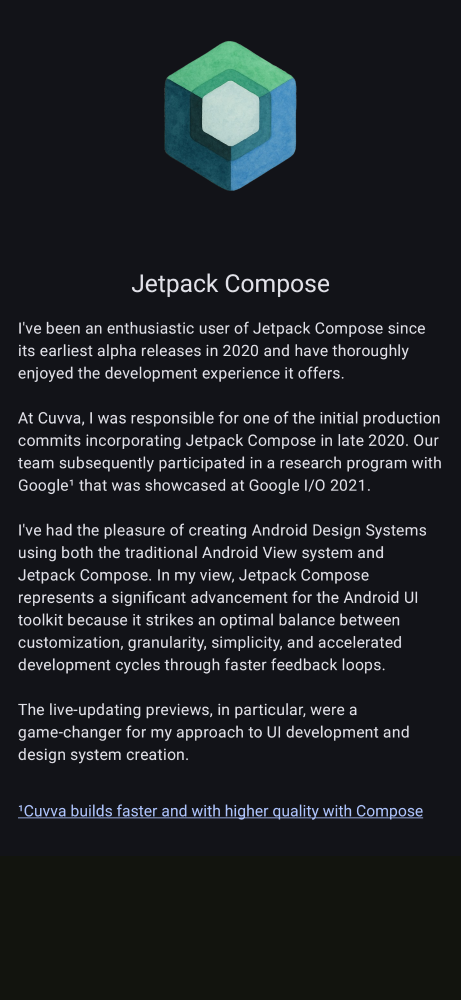 Jetpack Compose
I've been an enthusiastic user of Jetpack Compose since
its earliest alpha releases in 2020 and have thoroughly
enjoyed the development experience it offers.
At Cuvva, I was responsible for one of the initial production
commits incorporating Jetpack Compose in late 2020. Our
team subsequently participated in a research program with
Google¹ that was showcased at Google I/O 2021.
I've had the pleasure of creating Android Design Systems
using both the traditional Android View system and
Jetpack Compose. In my view, Jetpack Compose
represents a significant advancement for the Android UI
toolkit because it strikes an optimal balance between
customization, granularity, simplicity, and accelerated
development cycles through faster feedback loops.
The live-updating previews, in particular, were a
game-changer for my approach to UI development and
design system creation.
¹Cuvva builds faster and with higher quality with Compose